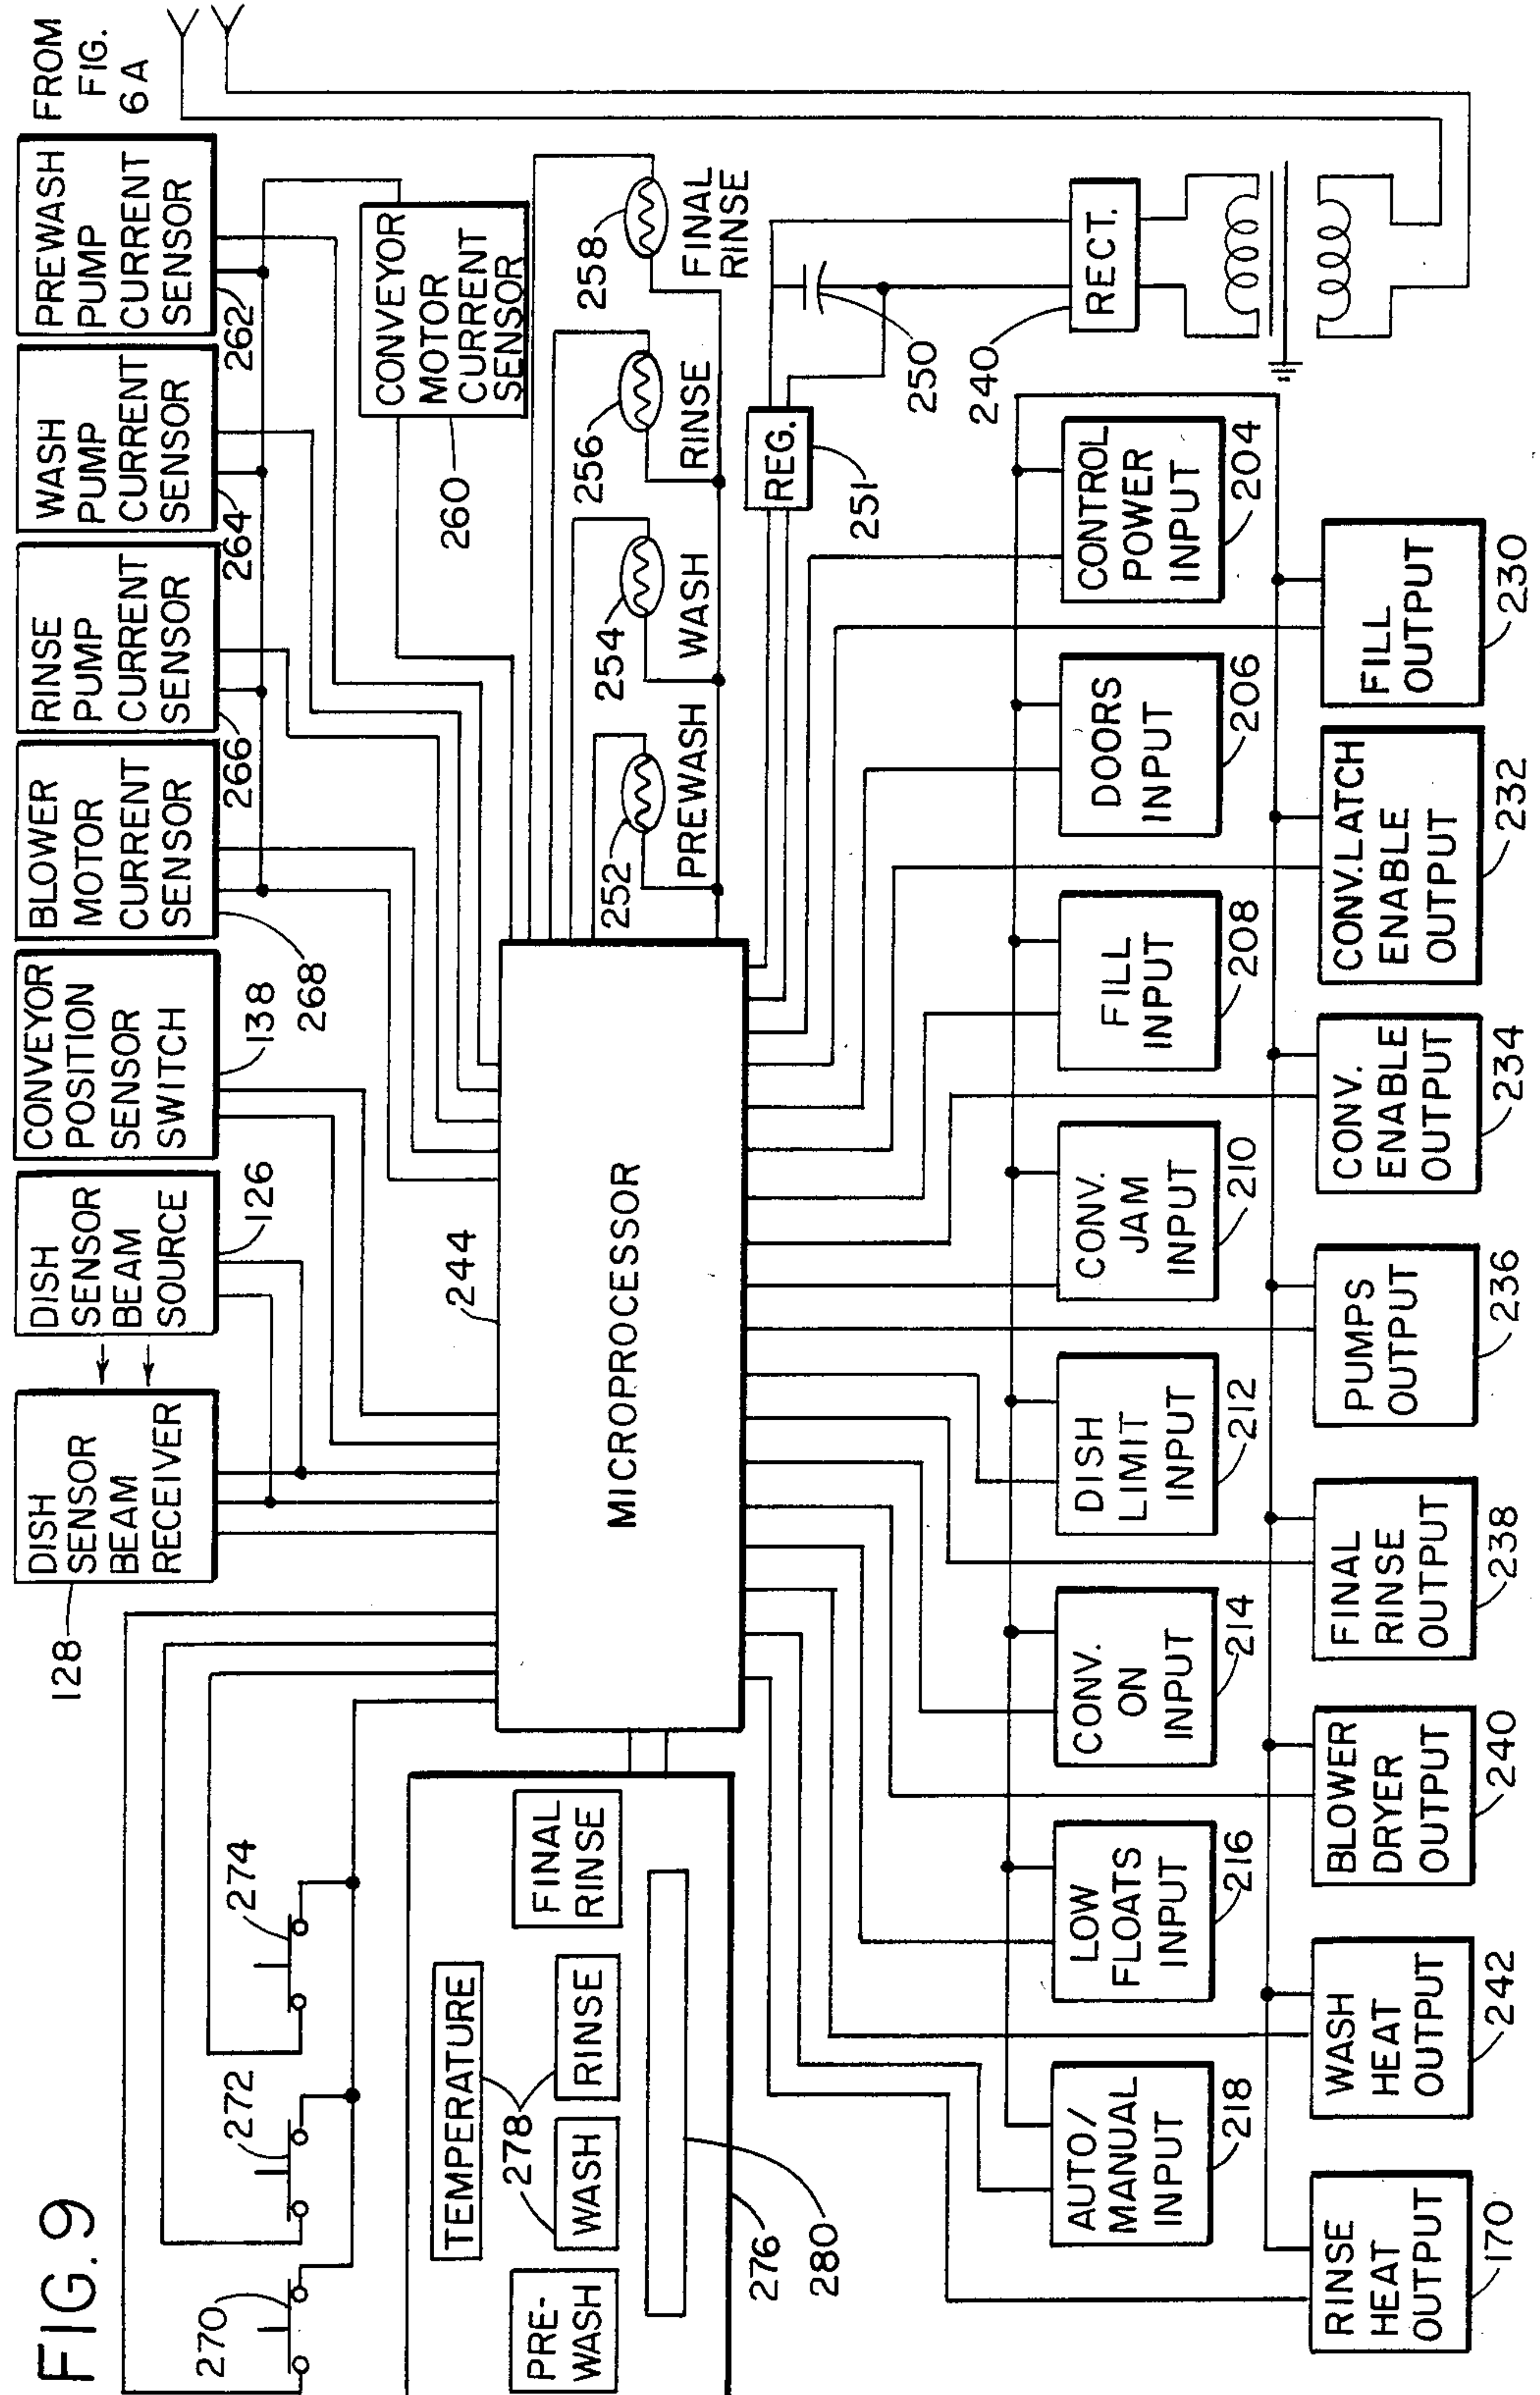 FIG. 9
FROM
FIG.
6A
DISH
SENSOR
BEAM
RECEIVER
128
DISH
SENSOR
BEAM
SOURCE
126
CONVEYOR
POSITION
SENSOR
SWITCH
138
BLOWER
MOTOR
CURRENT
SENSOR
268
RINSE
PUMP
CURRENT
SENSOR
266
WASH
PUMP
CURRENT
SENSOR
264
PREWASH
PUMP
CURRENT
SENSOR
262
270
272
274
CONVEYOR
MOTOR
CURRENT
SENSOR
260
244
MICROPROCESSOR
252
PREWASH
254
WASH
256
RINSE
258
FINAL
RINSE
TEMPERATURE
278
PRE-
WASH
WASH
RINSE
FINAL
RINSE
276
280
REG.
251
250
240
RECT.
AUTO/
MANUAL
INPUT
218
LOW
FLOATS
INPUT
216
CONV.
ON
INPUT
214
DISH
LIMIT
INPUT
212
CONV.
JAM
INPUT
210
FILL
INPUT
208
DOORS
INPUT
206
CONTROL
POWER
INPUT
204
RINSE
HEAT
OUTPUT
170
WASH
HEAT
OUTPUT
242
BLOWER
DRYER
OUTPUT
240
FINAL
RINSE
OUTPUT
238
PUMPS
OUTPUT
236
CONV.
ENABLE
OUTPUT
234
CONV. LATCH
ENABLE
OUTPUT
232
FILL
OUTPUT
230